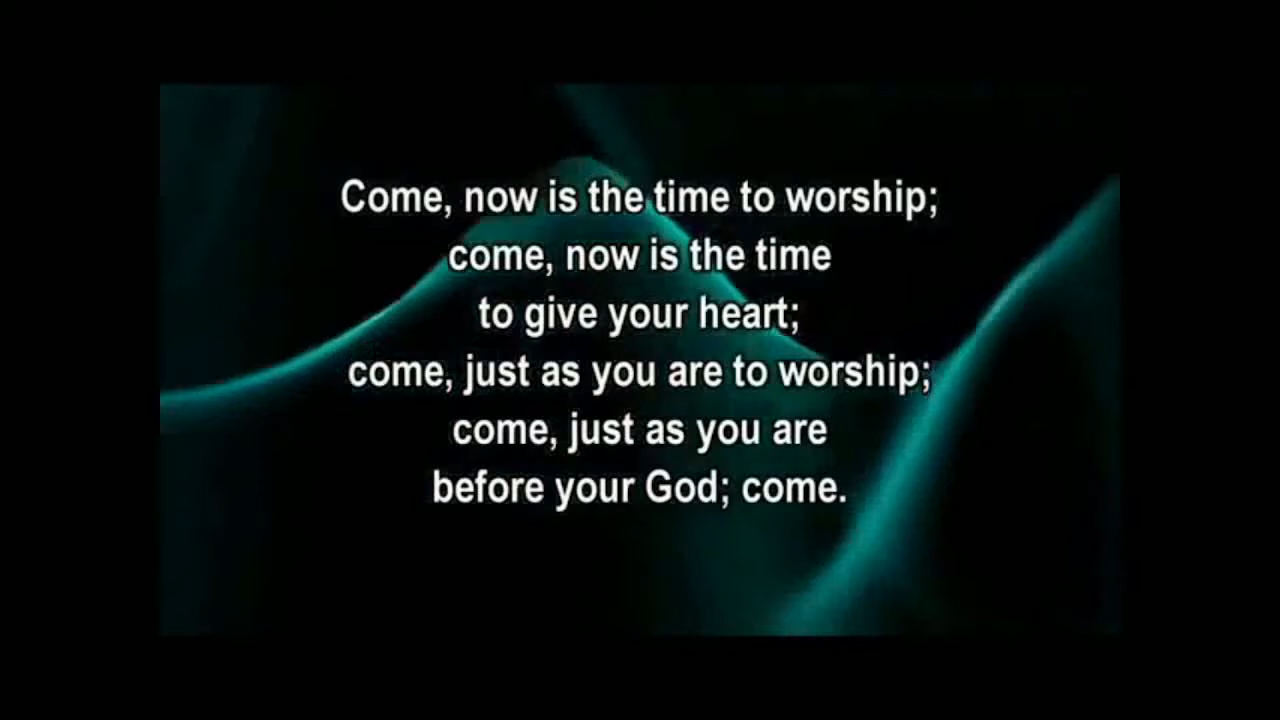 Come, now is the time to worship;
come, now is the time
to give your heart;
come, just as you are to worship;
come, just as you are
before your God; come.